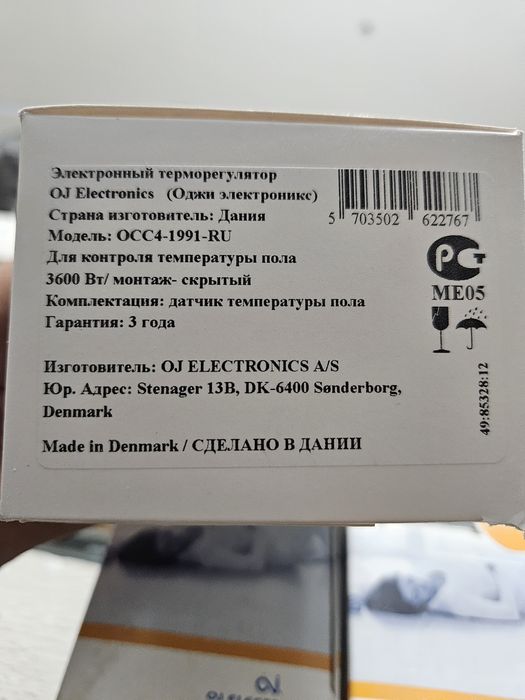 Электронный терморегулятор
OJ Electronics (Оджи электроникс)
Страна изготовитель: Дания
Модель: OCC4-1991-RU
Для контроля температуры пола
3600 Вт/ монтаж- скрытый
Комплектация: датчик температуры пола
Гарантия: 3 года
5 703502 622767
РСТ
ME05
Изготовитель: OJ ELECTRONICS A/S
Юр. Адрес: Stenager 13B, DK-6400 Sønderborg,
Denmark
Made in Denmark / СДЕЛАНО В ДАНИИ
49:85328:12